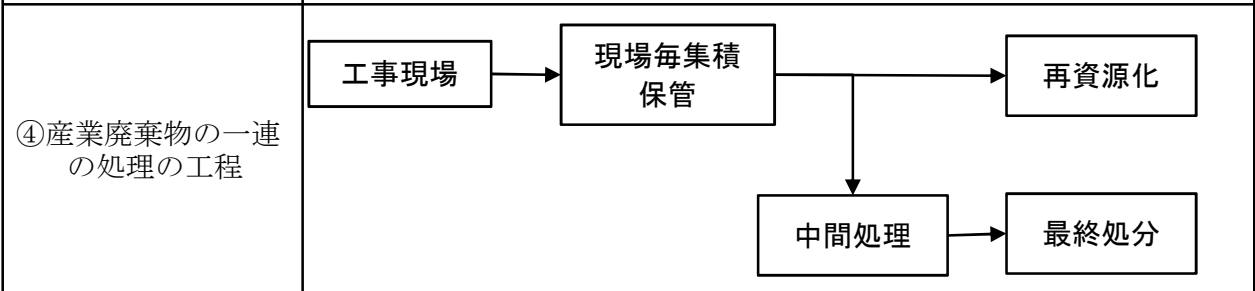 ④産業廃棄物の一連
の処理の工程
工事現場
現場毎集積
保管
再資源化
中間処理
最終処分